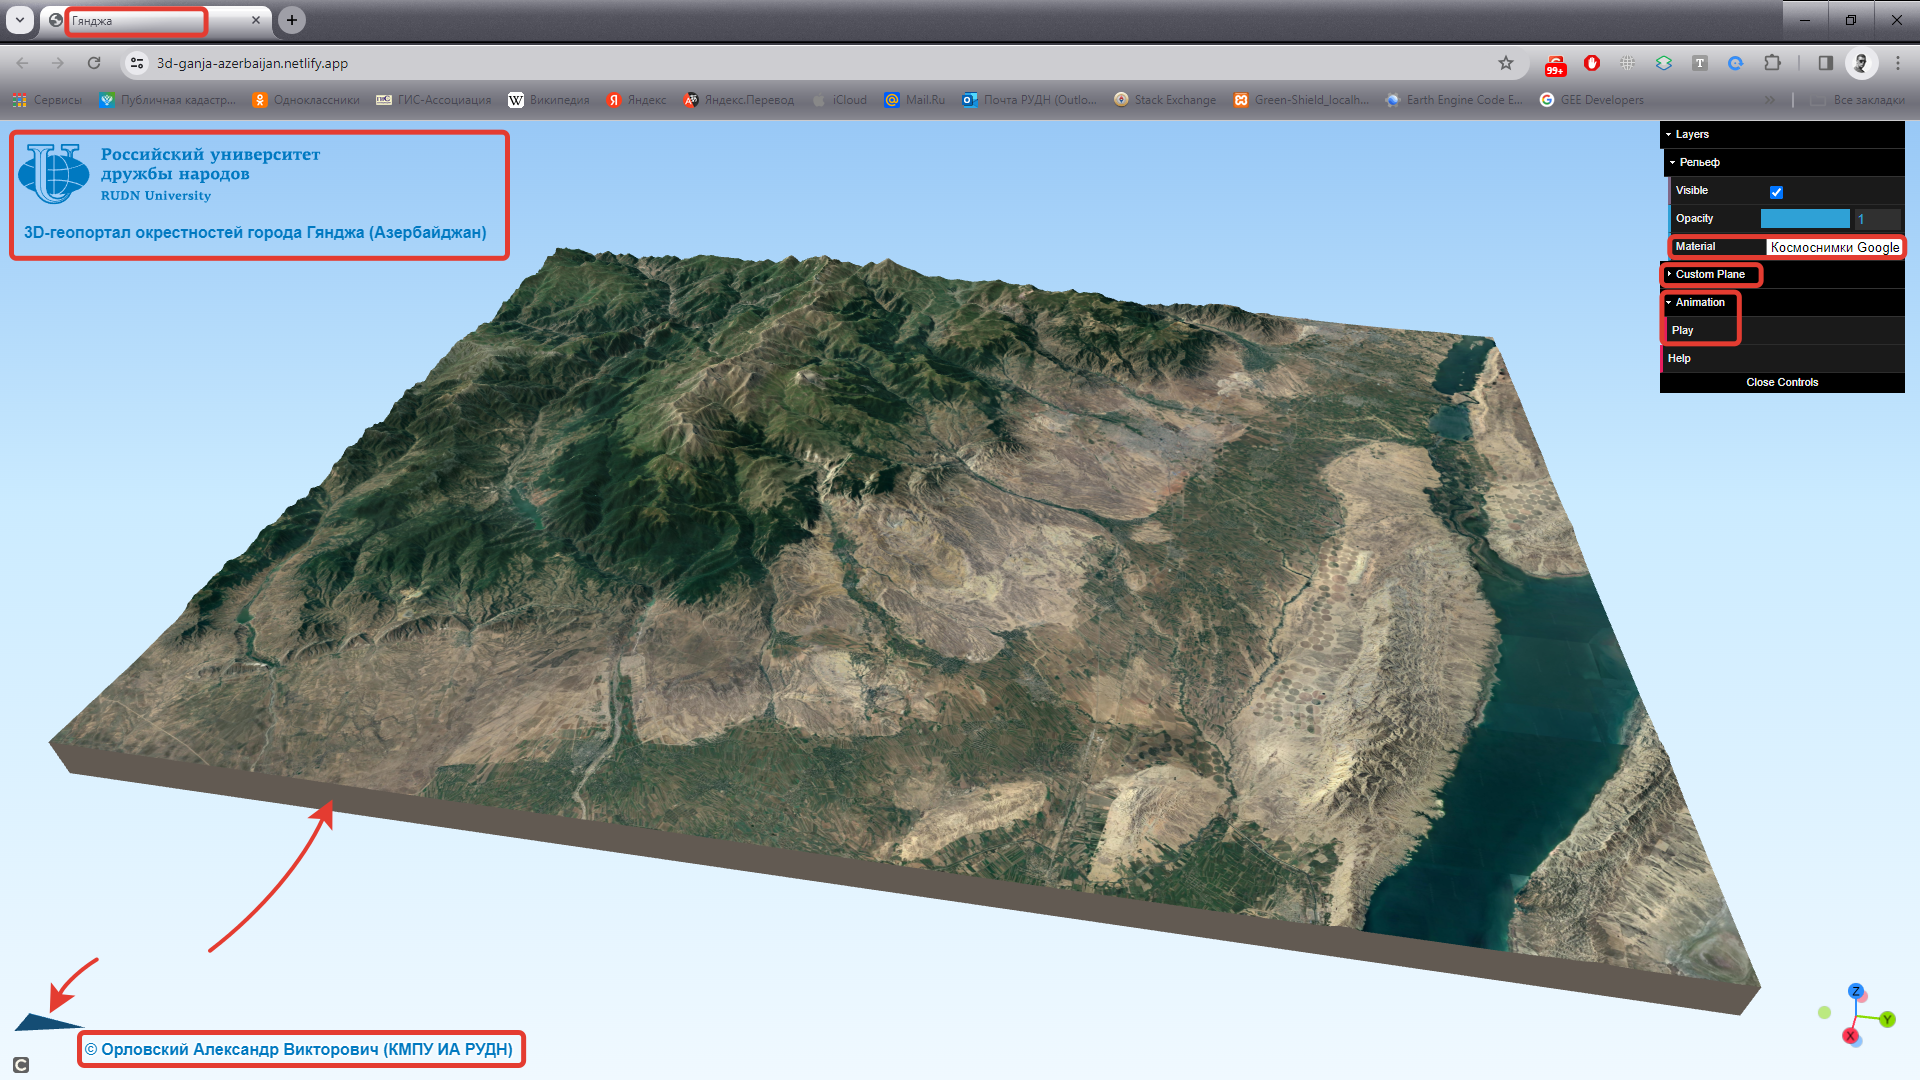 Гянджа
3d-ganja-azerbaijan.netlify.app
99+
T
Сервисы
Публичная кадастр...
Одноклассники
ГИС-Ассоциация
W Википедия
Я Яндекс
Яндекс.Перевод
iCloud
@ Mail.Ru
Почта РУДН (Outlo...
Stack Exchange
Green-Shield_localh...
Earth Engine Code E...
G GEE Developers
»
Все закладки
Российский университет
дружбы народов
RUDN University
3D-геопортал окрестностей города Гянджа (Азербайджан)
Layers
Рельеф
Visible
Opacity 1
Material Космоснимки Google
Custom Plane
Animation
Play
Help
Close Controls
© Орловский Александр Викторович (КМПУ ИА РУДН)
C
Z
Y
X